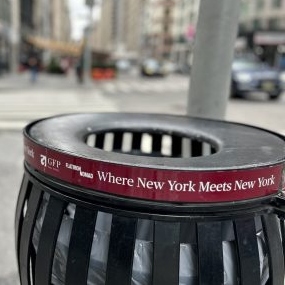 GFP
FLATIRON
NOMAD
Where New York Meets New York